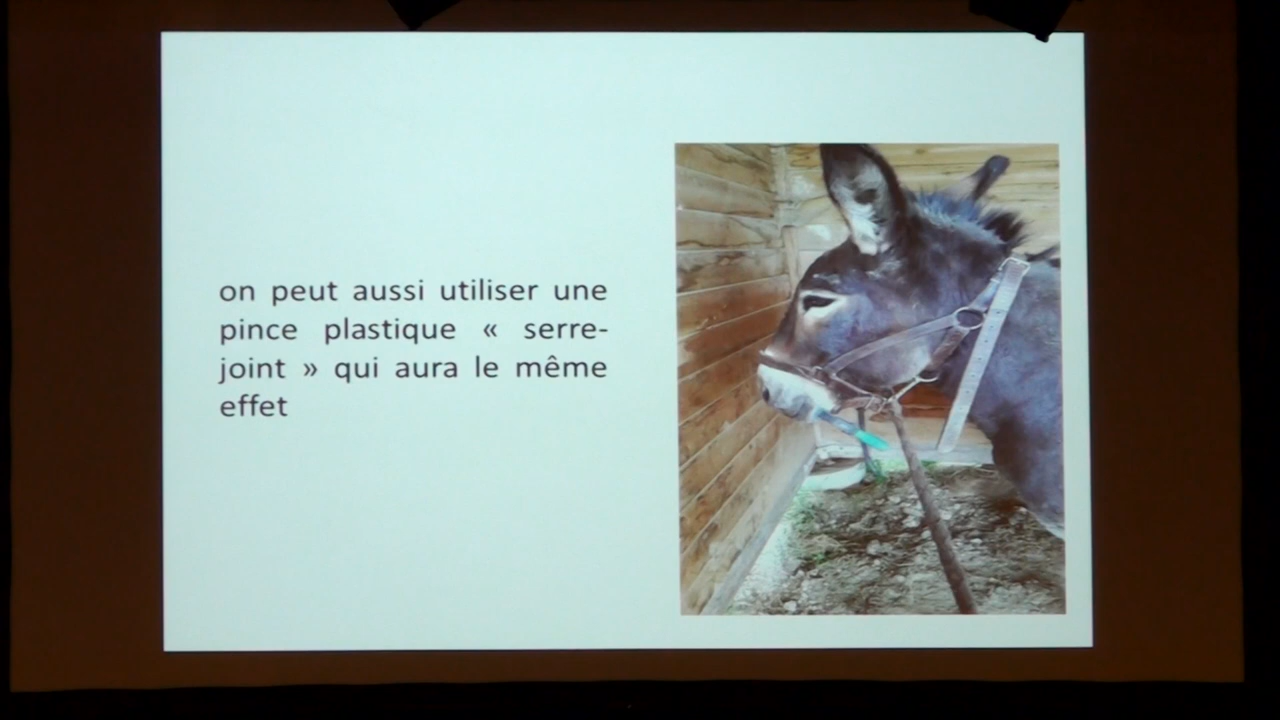 on peut aussi utiliser une
pince plastique « serre-
joint » qui aura le même
effet